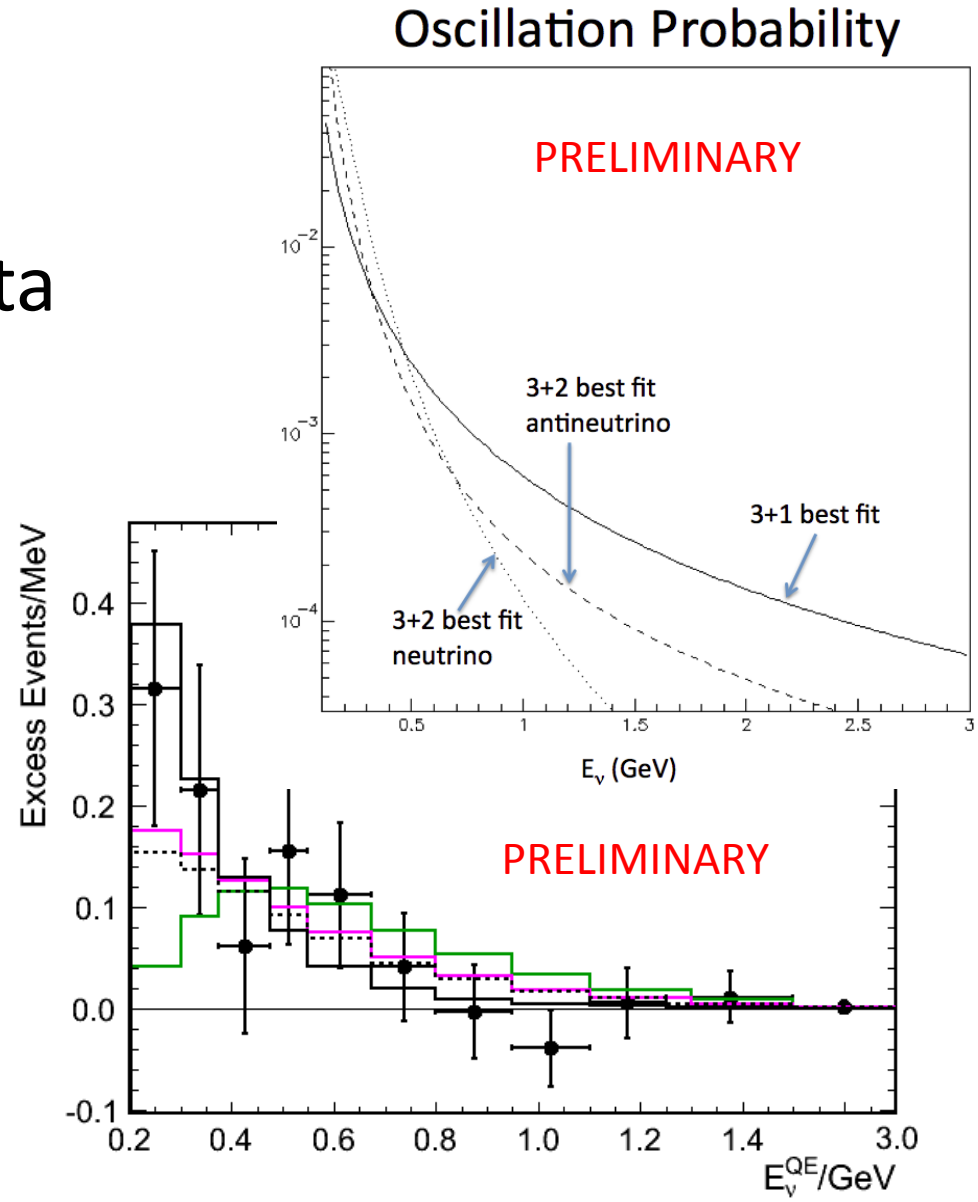 Oscillation Probability
PRELIMINARY
ta
10⁻²
10⁻³
10⁻⁴
3+2 best fit
antineutrino
3+1 best fit
3+2 best fit
neutrino
0.5 1 1.5 2 2.5 3
Eᵥ (GeV)
Excess Events/MeV
0.4
0.3
0.2
0.1
0.0
-0.1
PRELIMINARY
0.2 0.4 0.6 0.8 1.0 1.2 1.4 3.0
E_ν^QE/GeV